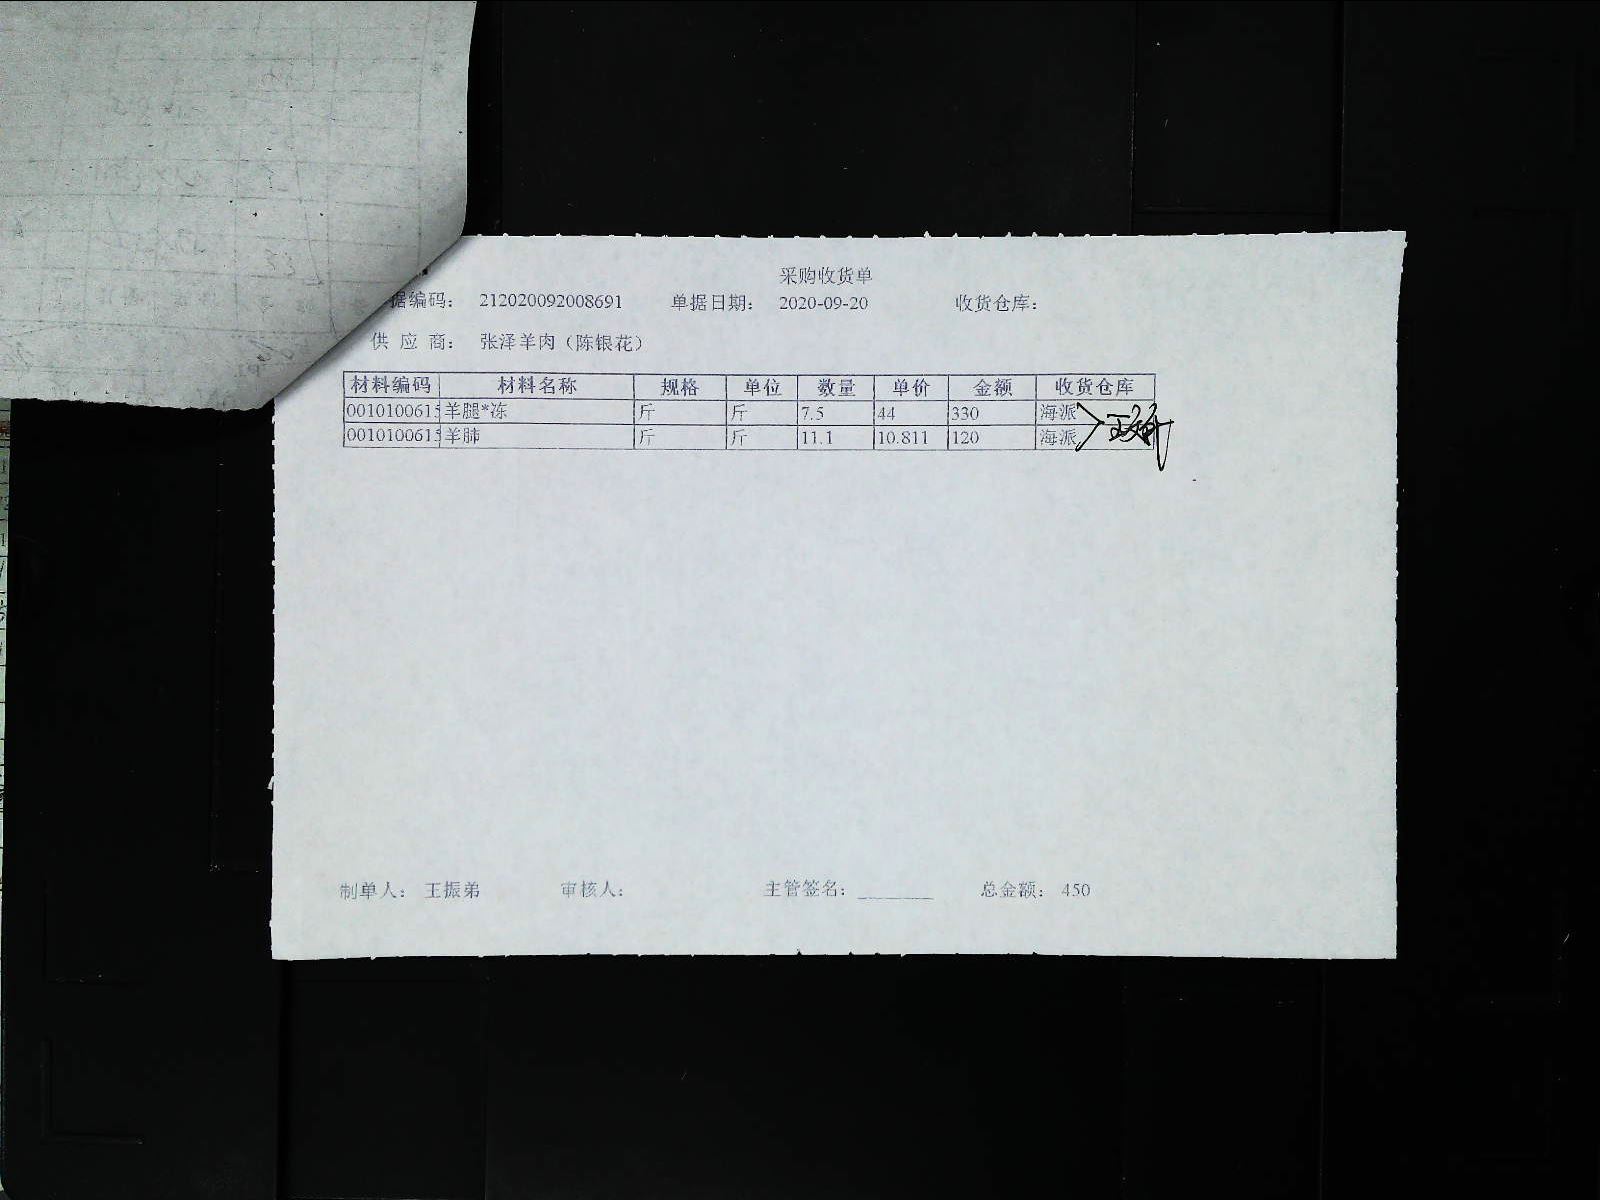 采购收货单
据编码： 212020092008691 单据日期： 2020-09-20 收货仓库：
供 应 商： 张泽羊肉（陈银花）
材料编码 材料名称 规格 单位 数量 单价 金额 收货仓库
0010100615 羊腿*冻 斤 斤 7.5 44 330 海派
0010100615 羊肺 斤 斤 11.1 10.811 120 海派
制单人： 王振弟 审核人： 主管签名： 总金额： 450